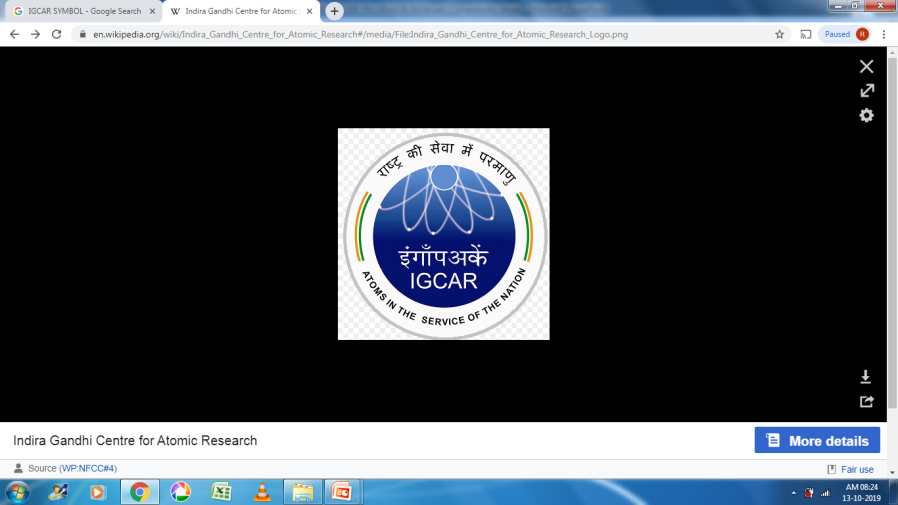 IGCAR SYMBOL - Google Search
Indira Gandhi Centre for Atomic
en.wikipedia.org/wiki/Indira_Gandhi_Centre_for_Atomic_Research#/media/File:Indira_Gandhi_Centre_for_Atomic_Research_Logo.png
Paused
R
राष्ट्र की सेवा में परमाणु
इंगाँपअकें
IGCAR
ATOMS IN THE SERVICE OF THE NATION
Indira Gandhi Centre for Atomic Research
More details
Source (WP:NFCC#4)
Fair use
AM 08:24
13-10-2019